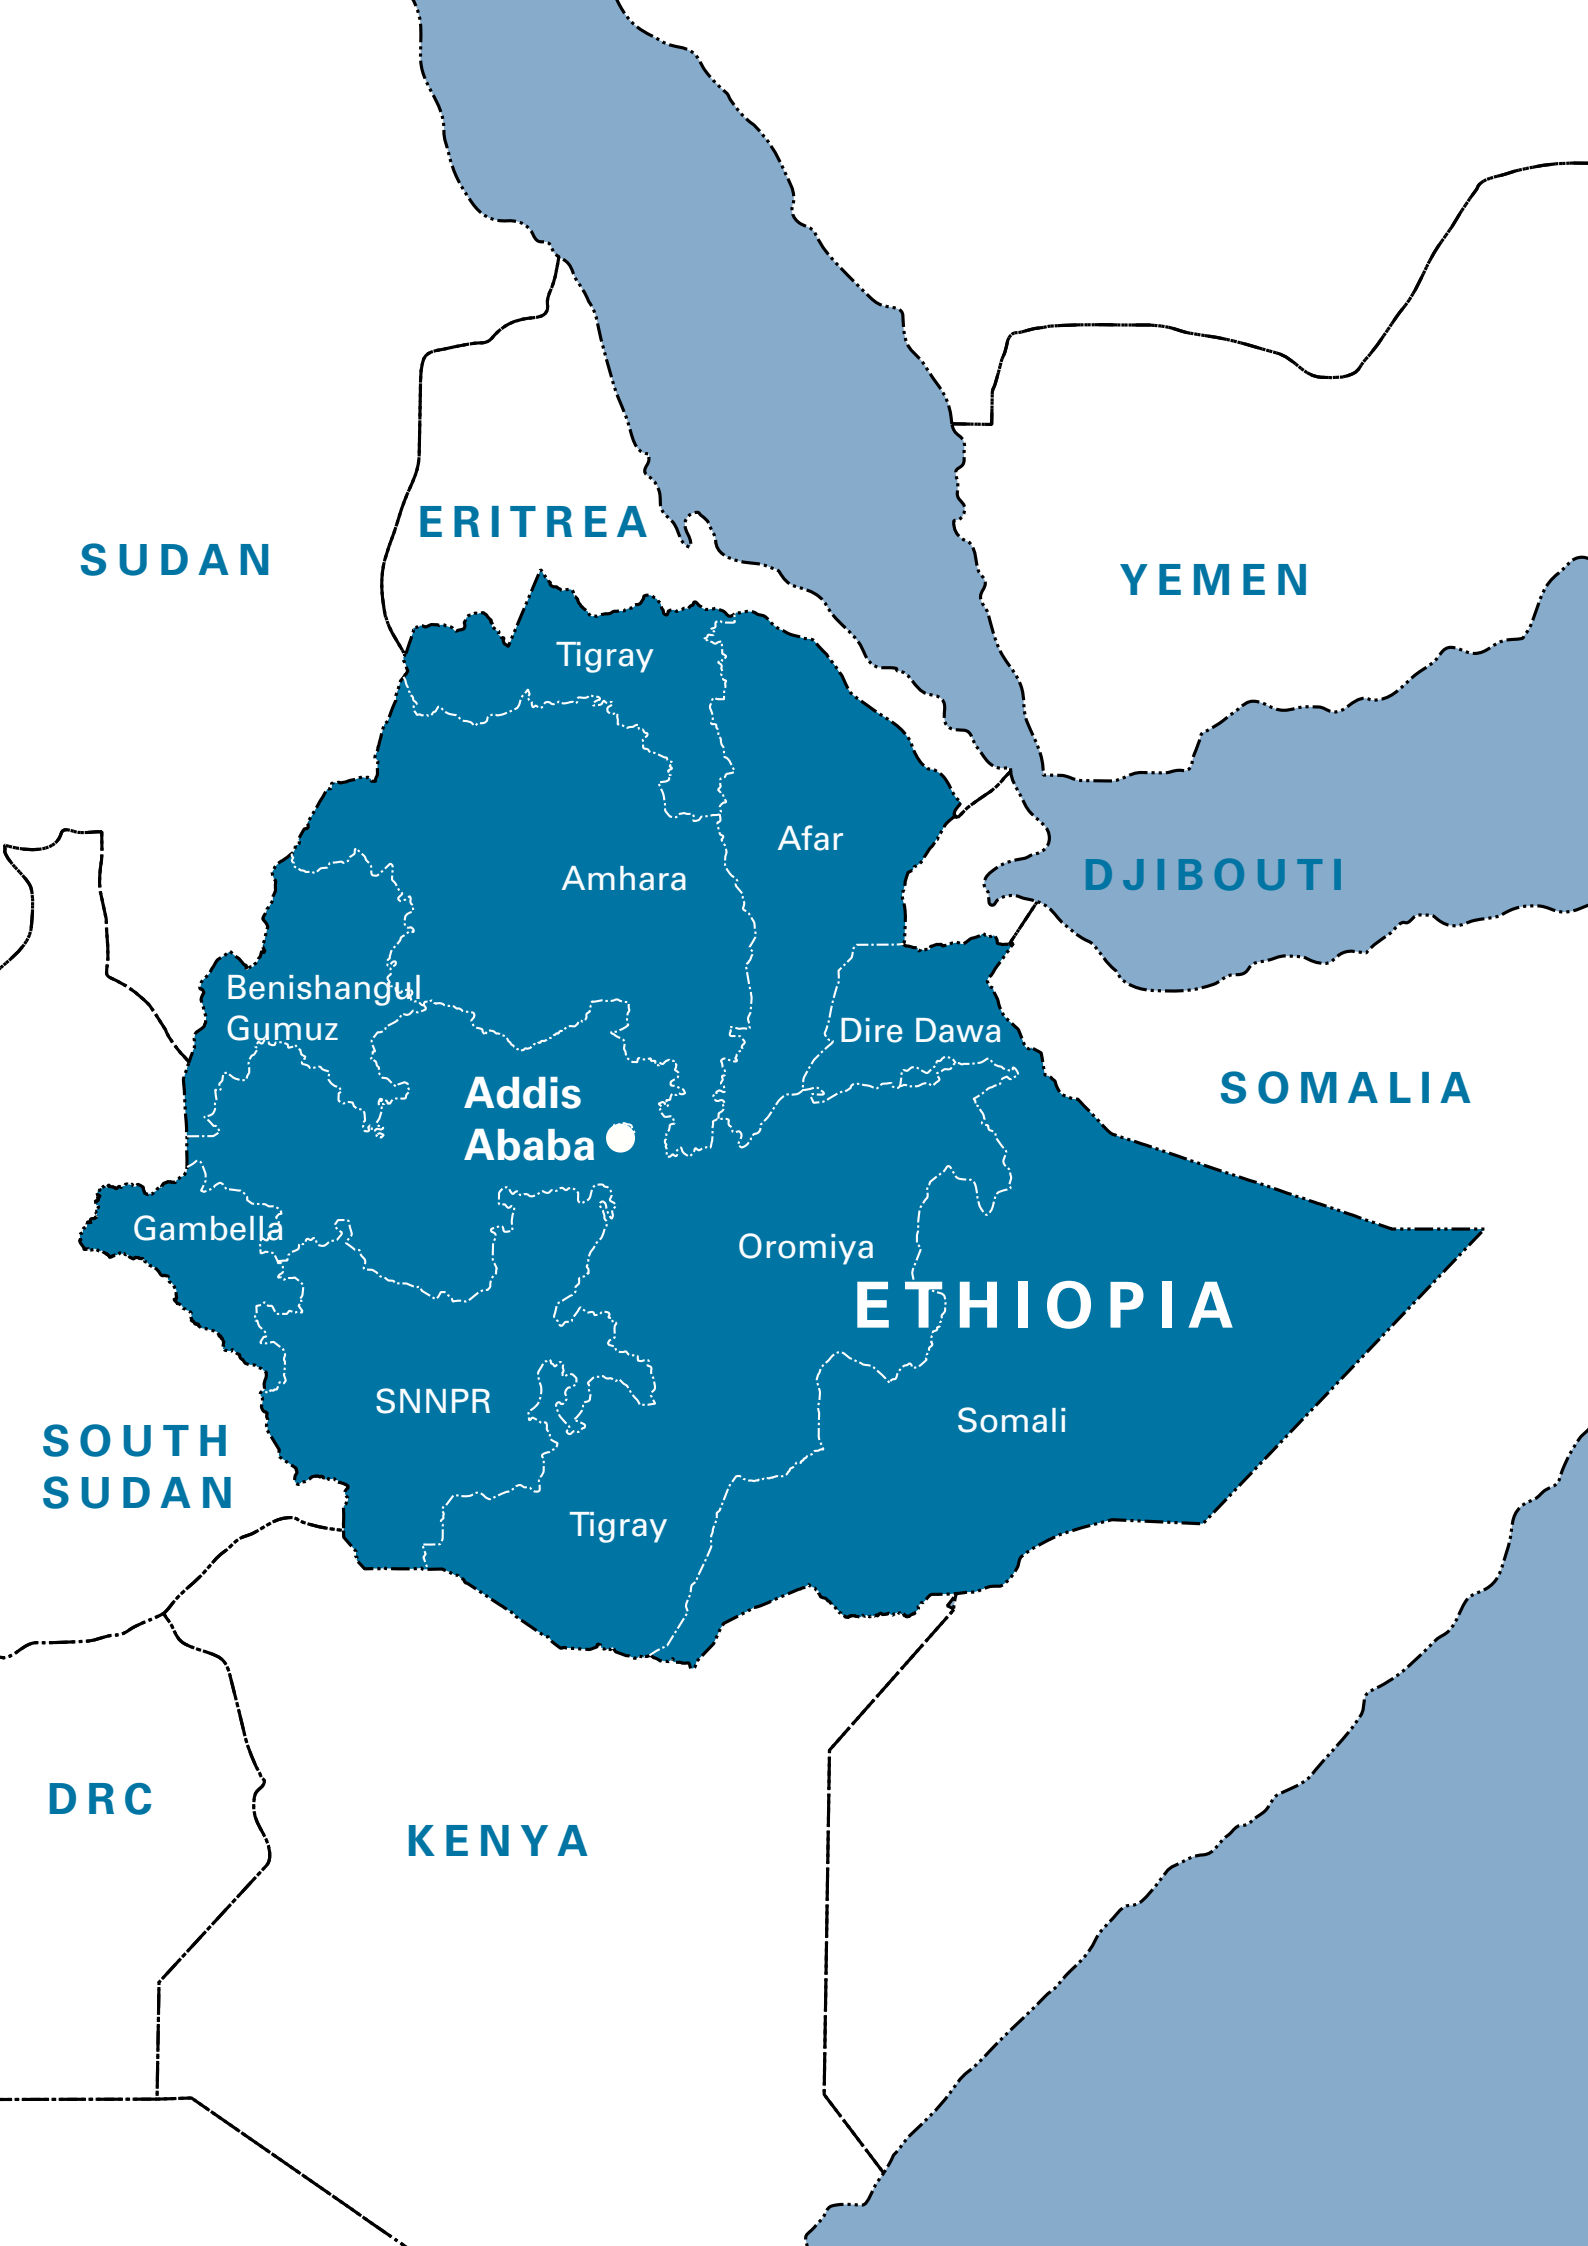 ERITREA
SUDAN
YEMEN
Tigray
Afar
Amhara
DJIBOUTI
Benishangul
Gumuz
Dire Dawa
Addis
Ababa
SOMALIA
Gambella
Oromiya
ETHIOPIA
SNNPR
Somali
SOUTH
SUDAN
Tigray
DRC
KENYA